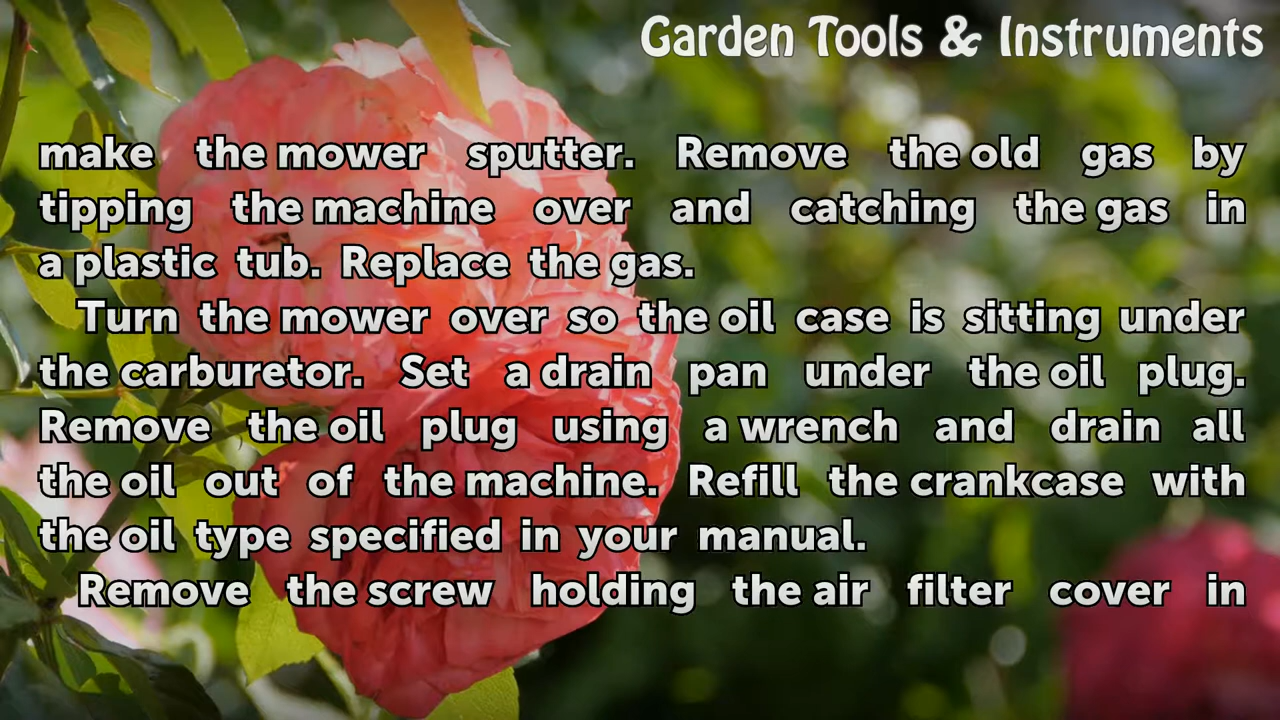 Garden Tools & Instruments
make the mower sputter. Remove the old gas by
tipping the machine over and catching the gas in
a plastic tub. Replace the gas.
Turn the mower over so the oil case is sitting under
the carburetor. Set a drain pan under the oil plug.
Remove the oil plug using a wrench and drain all
the oil out of the machine. Refill the crankcase with
the oil type specified in your manual.
Remove the screw holding the air filter cover in